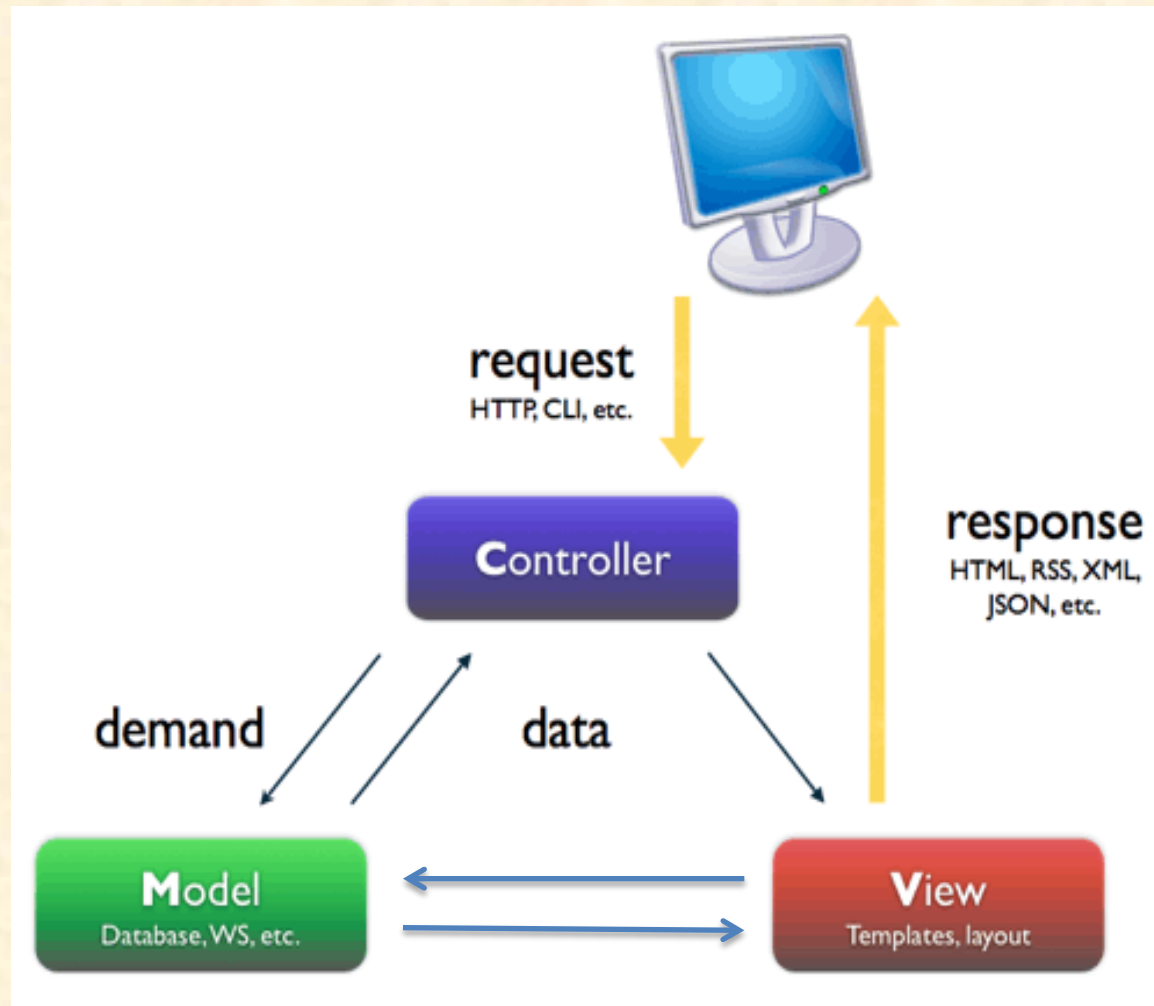 request
HTTP, CLI, etc.
Controller
response
HTML, RSS, XML,
JSON, etc.
demand
data
Model
Database, WS, etc.
View
Templates, layout